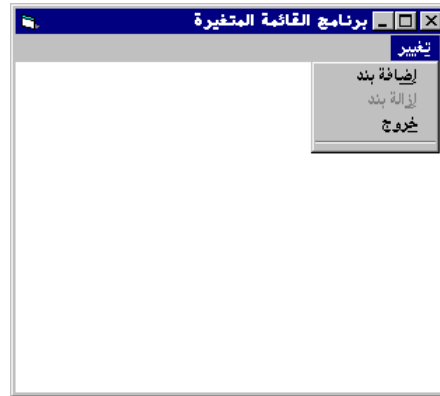 برنامج القائمة المتغيرة
تغيير
إضافة بند
إزالة بند
خروج